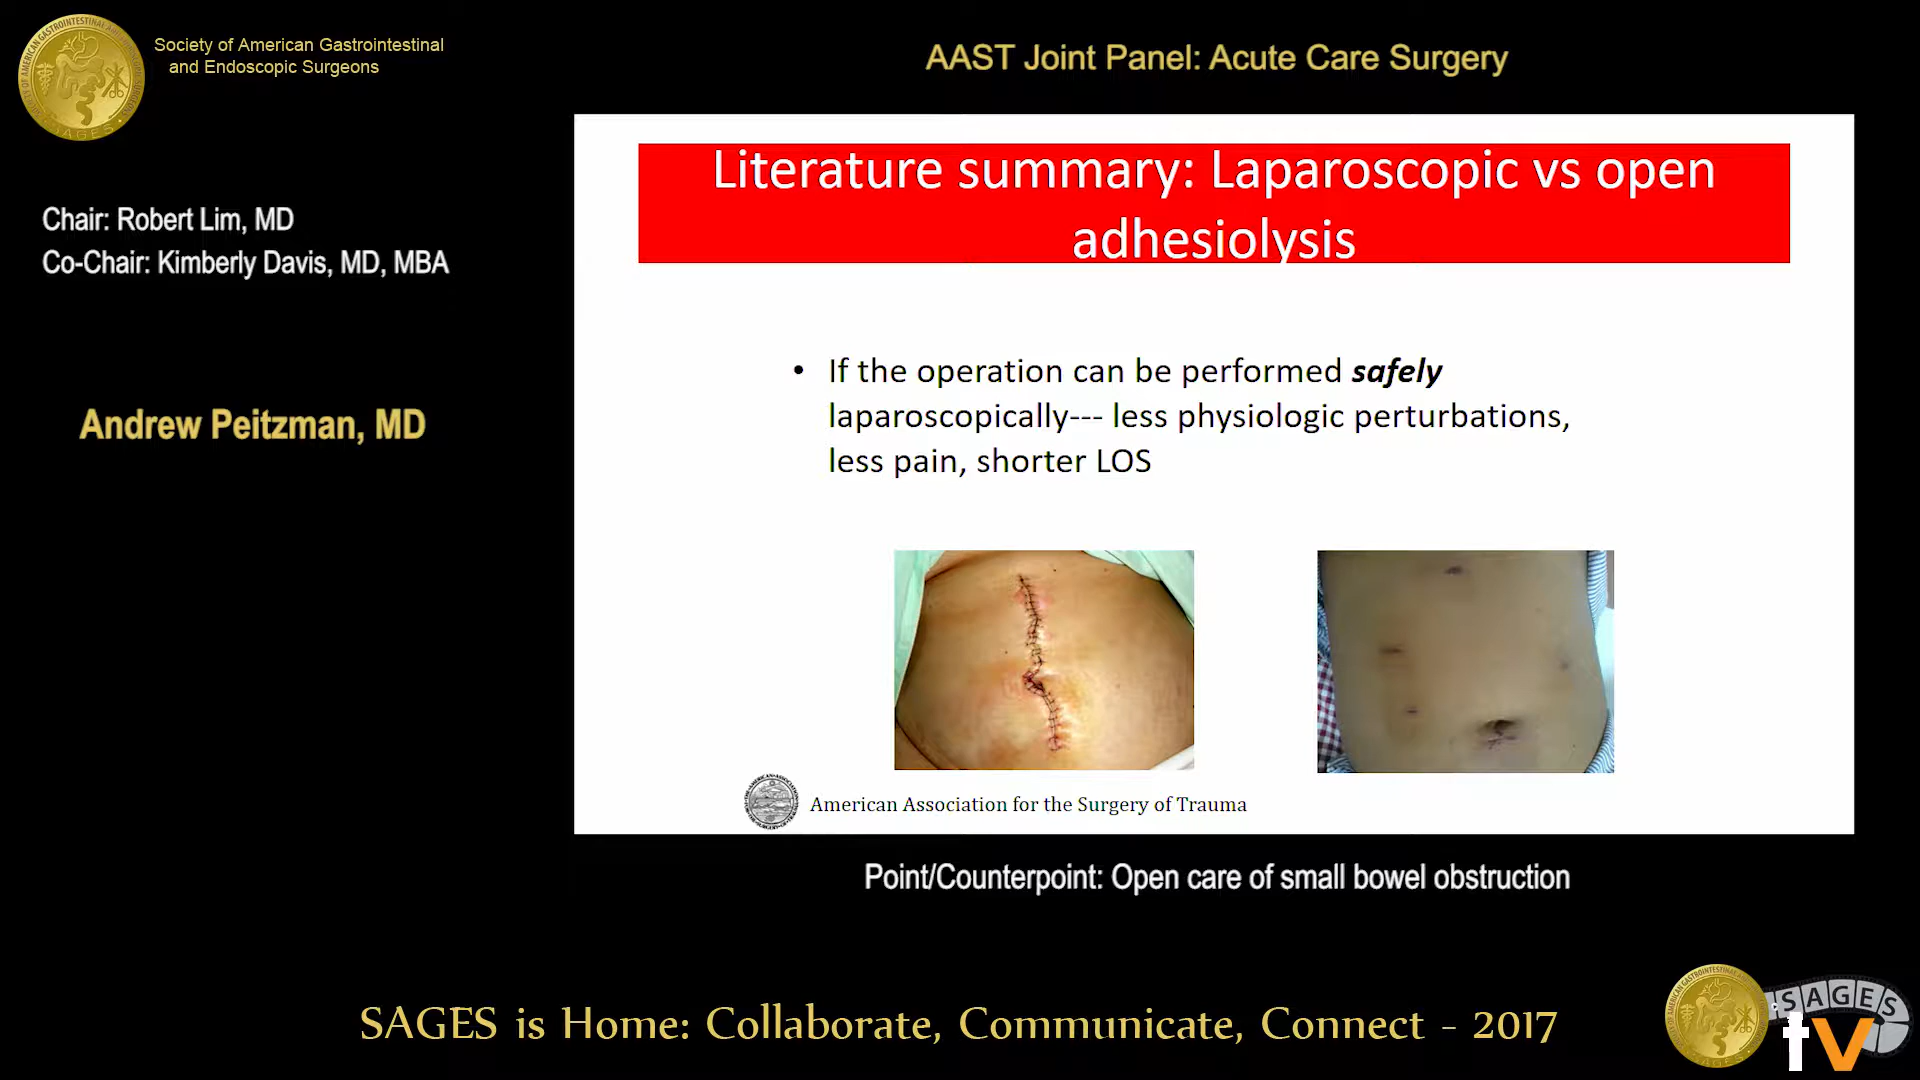 Society of American Gastrointestinal
and Endoscopic Surgeons
AAST Joint Panel: Acute Care Surgery
Chair: Robert Lim, MD
Co-Chair: Kimberly Davis, MD, MBA
Andrew Peitzman, MD
Literature summary: Laparoscopic vs open
adhesiolysis
• If the operation can be performed safely
laparoscopically--- less physiologic perturbations,
less pain, shorter LOS
American Association for the Surgery of Trauma
Point/Counterpoint: Open care of small bowel obstruction
SAGES is Home: Collaborate, Communicate, Connect - 2017
SAGES
tv
SAGES